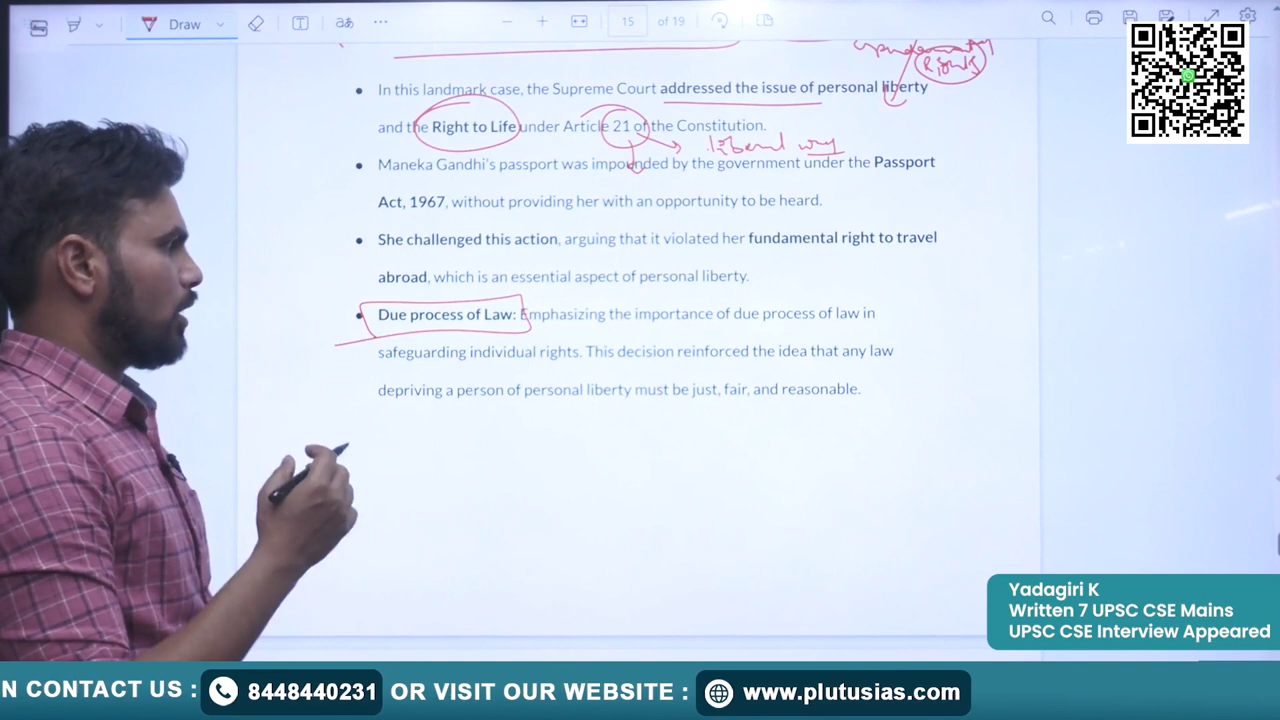 Draw
aあ
15 of 19
Rights
In this landmark case, the Supreme Court addressed the issue of personal liberty
and the Right to Life under Article 21 of the Constitution.
liberal way
Maneka Gandhi's passport was impounded by the government under the Passport
Act, 1967, without providing her with an opportunity to be heard.
She challenged this action, arguing that it violated her fundamental right to travel
abroad, which is an essential aspect of personal liberty.
Due process of Law: Emphasizing the importance of due process of law in
safeguarding individual rights. This decision reinforced the idea that any law
depriving a person of personal liberty must be just, fair, and reasonable.
Yadagiri K
Written 7 UPSC CSE Mains
UPSC CSE Interview Appeared
N CONTACT US : 8448440231 OR VISIT OUR WEBSITE : www.plutusias.com